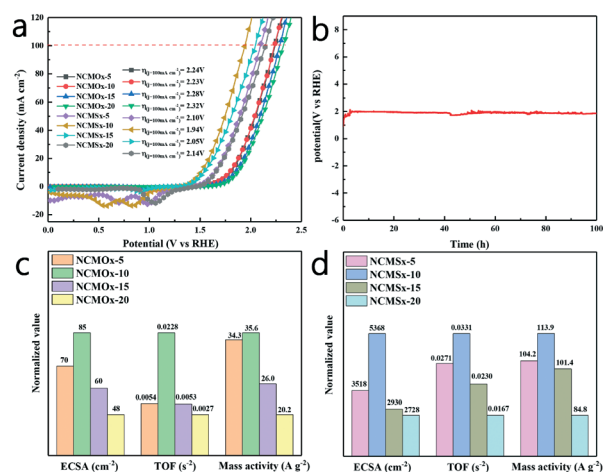 a
Current density (mA cm-2)
120
100
80
60
40
20
0
-20
NCMOx-5
NCMOx-10
NCMOx-15
NCMOx-20
NCMSx-5
NCMSx-10
NCMSx-15
NCMSx-20
η(j=100mA cm-2)= 2.24V
η(j=100mA cm-2)= 2.23V
η(j=100mA cm-2)= 2.28V
η(j=100mA cm-2)= 2.32V
η(j=100mA cm-2)= 2.10V
η(j=100mA cm-2)= 1.94V
η(j=100mA cm-2)= 2.05V
η(j=100mA cm-2)= 2.14V
0.0 0.5 1.0 1.5 2.0 2.5
Potential (V vs RHE)
b
potential(V vs RHE)
8
6
4
2
0
-2
-4
-6
0 20 40 60 80 100
Time (h)
c
NCMOx-5
NCMOx-10
NCMOx-15
NCMOx-20
Normalized value
70 85 60 48
0.0054 0.0228 0.0053 0.0027
34.3 35.6 26.0 20.2
ECSA (cm-2) TOF (s-2) Mass activity (A g-2)
d
NCMSx-5
NCMSx-10
NCMSx-15
NCMSx-20
Normalized value
3518 5368 2930 2728
0.0271 0.0331 0.0230 0.0167
104.2 113.9 101.4 84.8
ECSA (cm-2) TOF (s-2) Mass activity (A g-2)